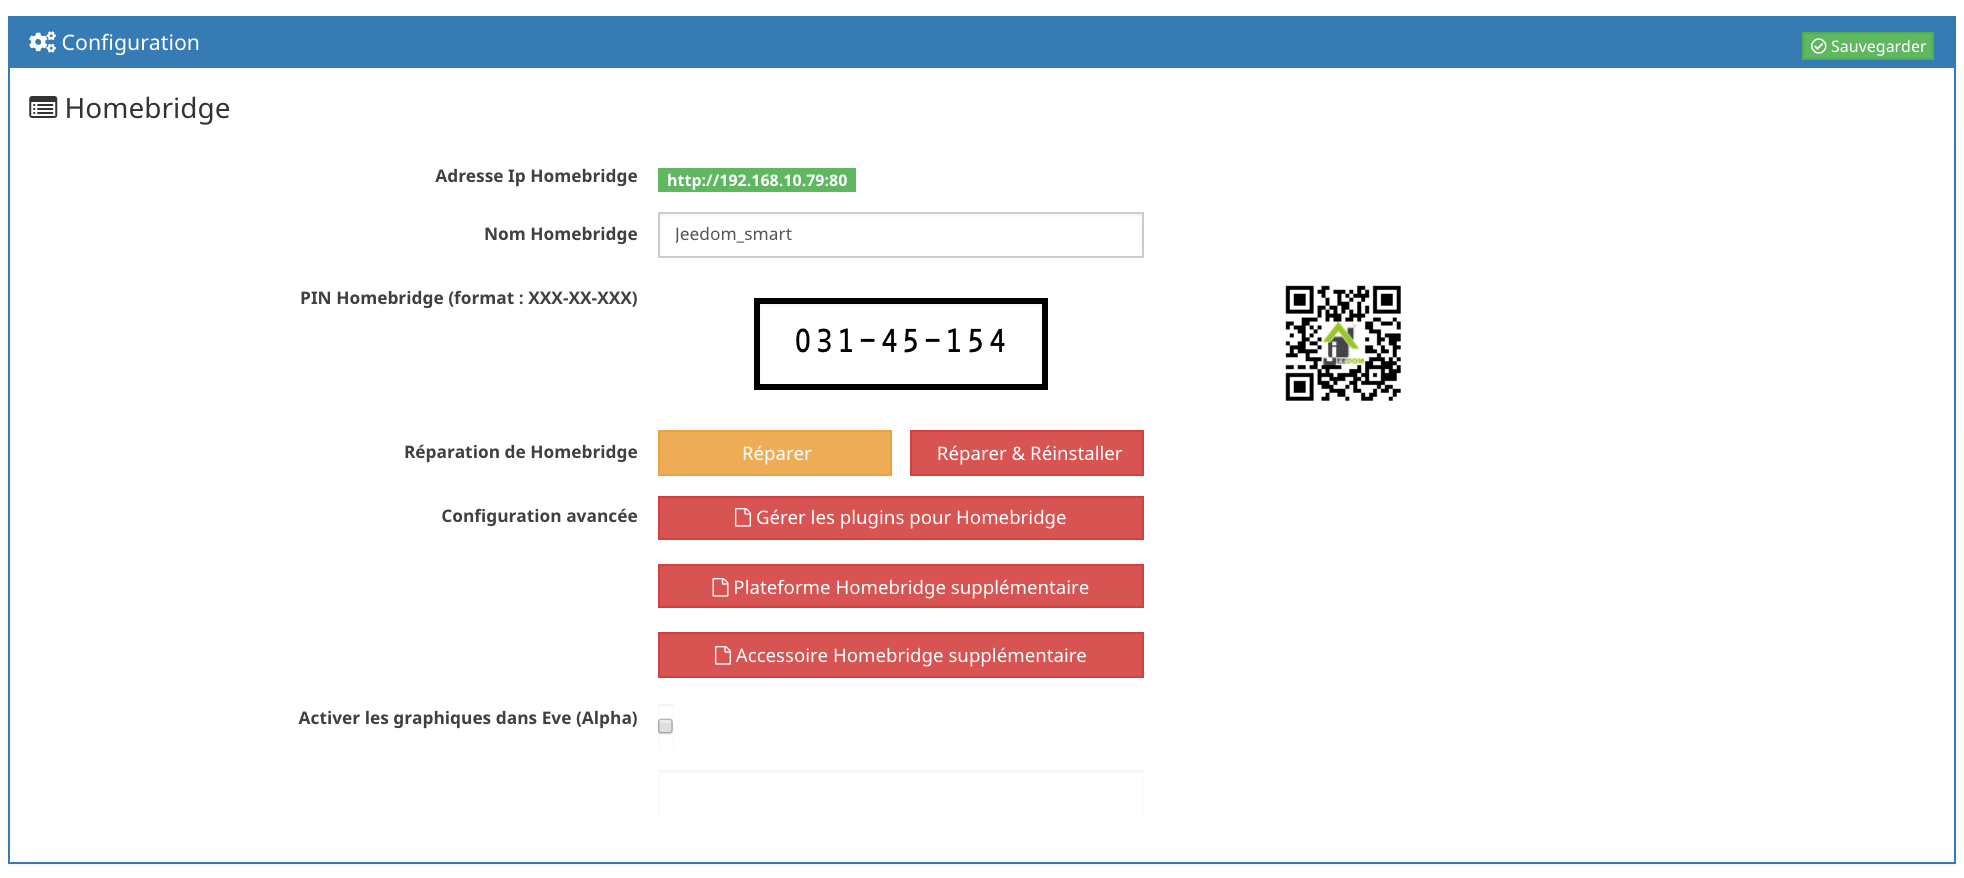 Configuration
Sauvegarder
Homebridge
Adresse Ip Homebridge
http://192.168.10.79:80
Nom Homebridge
Jeedom_smart
PIN Homebridge (format : XXX-XX-XXX)
031-45-154
Réparation de Homebridge
Réparer
Réparer & Réinstaller
Configuration avancée
Gérer les plugins pour Homebridge
Plateforme Homebridge supplémentaire
Accessoire Homebridge supplémentaire
Activer les graphiques dans Eve (Alpha)